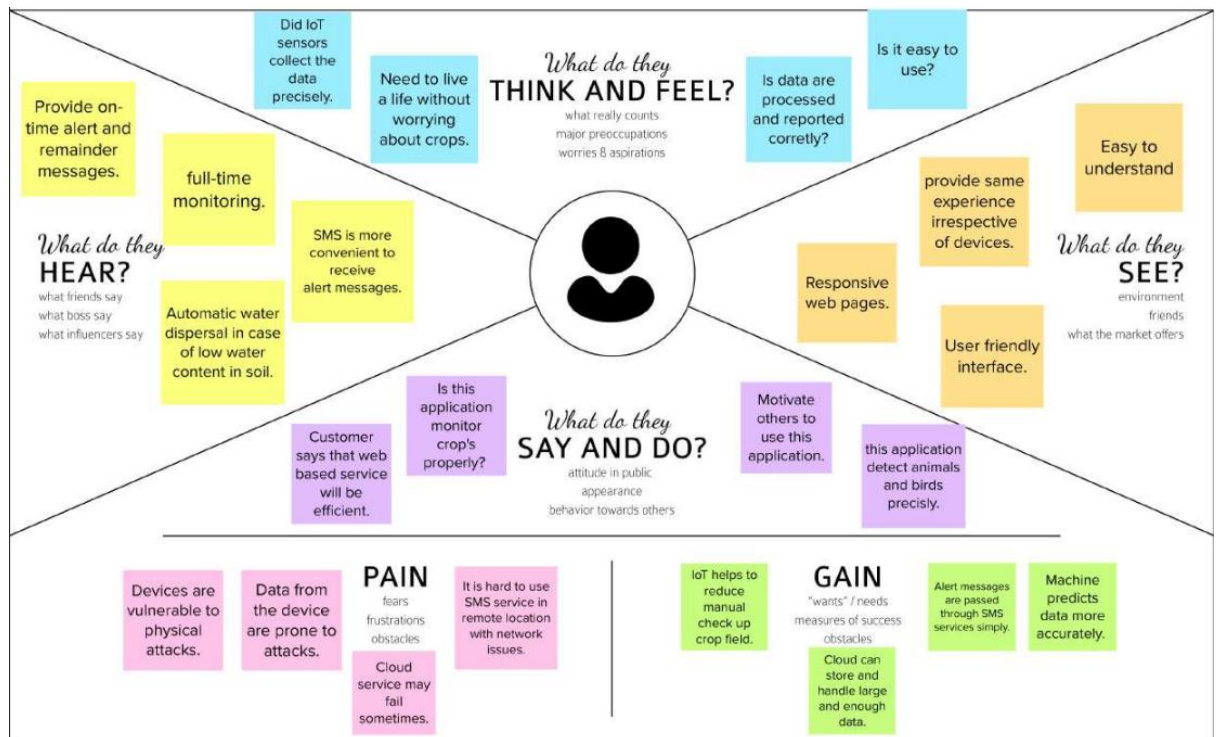 Did IoT
sensors
collect the
data
precisely.
Need to live
a life without
worrying
about crops.
What do they
THINK AND FEEL?
what really counts
major preoccupations
worries & aspirations
Is data are
processed
and reported
corretly?
Is it easy to
use?
Provide on-
time alert and
remainder
messages.
full-time
monitoring.
SMS is more
convenient to
receive
alert messages.
What do they
HEAR?
what friends say
what boss say
what influencers say
Automatic water
dispersal in case
of low water
content in soil.
Easy to
understand
provide same
experience
irrespective
of devices.
What do they
SEE?
environment
friends
what the market offers
Responsive
web pages.
User friendly
interface.
Customer
says that web
based service
will be
efficient.
Is this
application
monitor
crop's
properly?
What do they
SAY AND DO?
attitude in public
appearance
behavior towards others
Motivate
others to
use this
application.
this application
detect animals
and birds
precisly.
Devices are
vulnerable to
physical
attacks.
Data from
the device
are prone to
attacks.
PAIN
fears
frustrations
obstacles
Cloud
service may
fail
sometimes.
It is hard to use
SMS service in
remote location
with network
issues.
IoT helps to
reduce
manual
check up
crop field.
GAIN
"wants" / needs
measures of success
obstacles
Cloud can
store and
handle large
and enough
data.
Alert messages
are passed
through SMS
services simply.
Machine
predicts
data more
accurately.